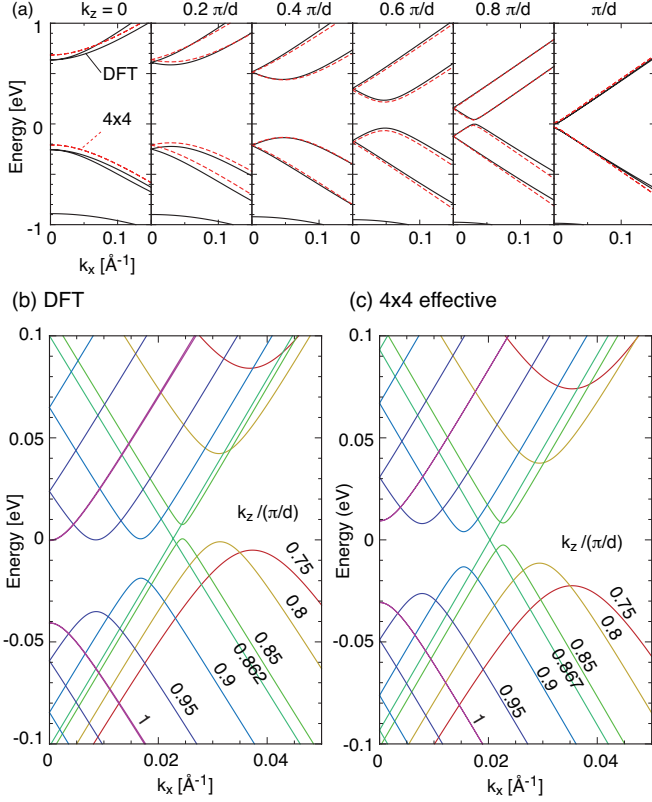 (a) k_z = 0 0.2 π/d 0.4 π/d 0.6 π/d 0.8 π/d π/d
1
DFT
0
4x4
-1
Energy [eV]
0 0.1 0 0.1 0 0.1 0 0.1 0 0.1 0 0.1
k_x [Å⁻¹]
(b) DFT
0.1
0.05
0
-0.05
-0.1
Energy [eV]
k_z/(π/d)
0.75
0.8
0.85
0.862
0.9
0.95
1
0 0.02 0.04
k_x [Å⁻¹]
(c) 4x4 effective
0.1
0.05
0
-0.05
-0.1
Energy (eV)
k_z/(π/d)
0.75
0.8
0.85
0.867
0.9
0.95
1
0 0.02 0.04
k_x [Å⁻¹]